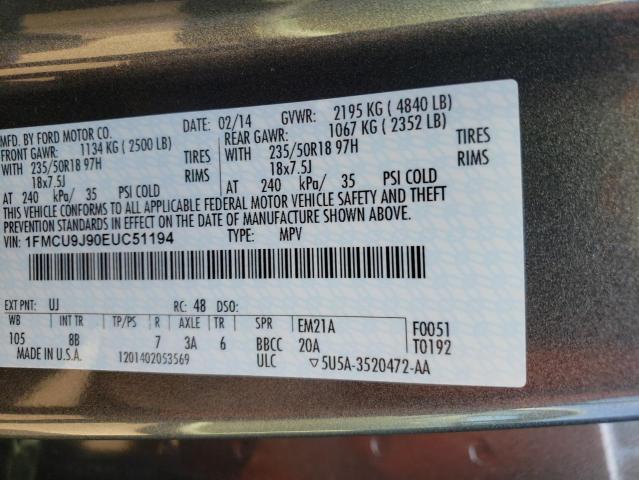 MFD. BY FORD MOTOR CO. DATE: 02/14 GVWR: 2195 KG ( 4840 LB)
FRONT GAWR: 1134 KG ( 2500 LB) REAR GAWR: 1067 KG ( 2352 LB)
WITH 235/50R18 97H TIRES WITH 235/50R18 97H TIRES
18x7.5J RIMS 18x7.5J RIMS
AT 240 kPa/ 35 PSI COLD AT 240 kPa/ 35 PSI COLD
THIS VEHICLE CONFORMS TO ALL APPLICABLE FEDERAL MOTOR VEHICLE SAFETY AND THEFT
PREVENTION STANDARDS IN EFFECT ON THE DATE OF MANUFACTURE SHOWN ABOVE.
VIN: 1FMCU9J90EUC51194 TYPE: MPV
EXT PNT: UJ RC: 48 DSO:
WB INT TR TP/PS R AXLE TR SPR EM21A F0051
105 8B 7 3A 6 BBCC 20A T0192
MADE IN U.S.A. 1201402053569 ULC ▽5U5A-3520472-AA